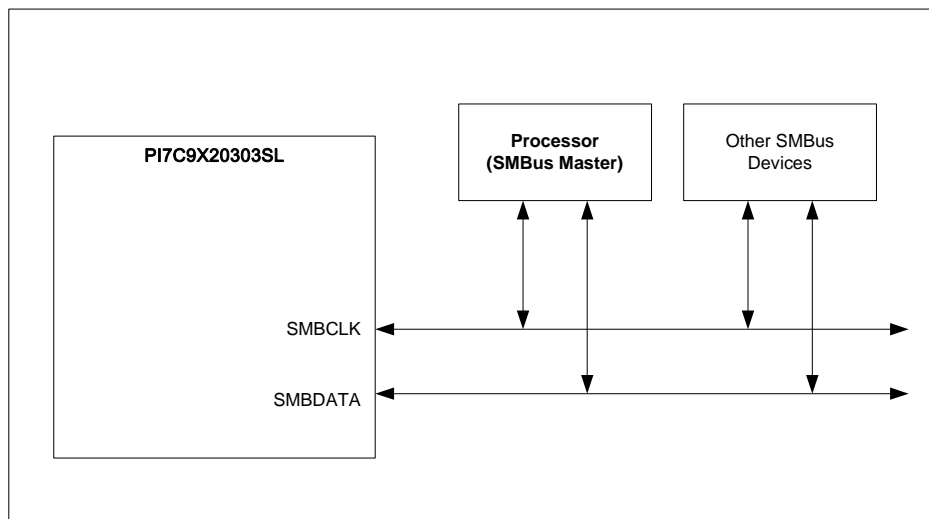 PI7C9X20303SL
Processor
(SMBus Master)
Other SMBus
Devices
SMBCLK
SMBDATA